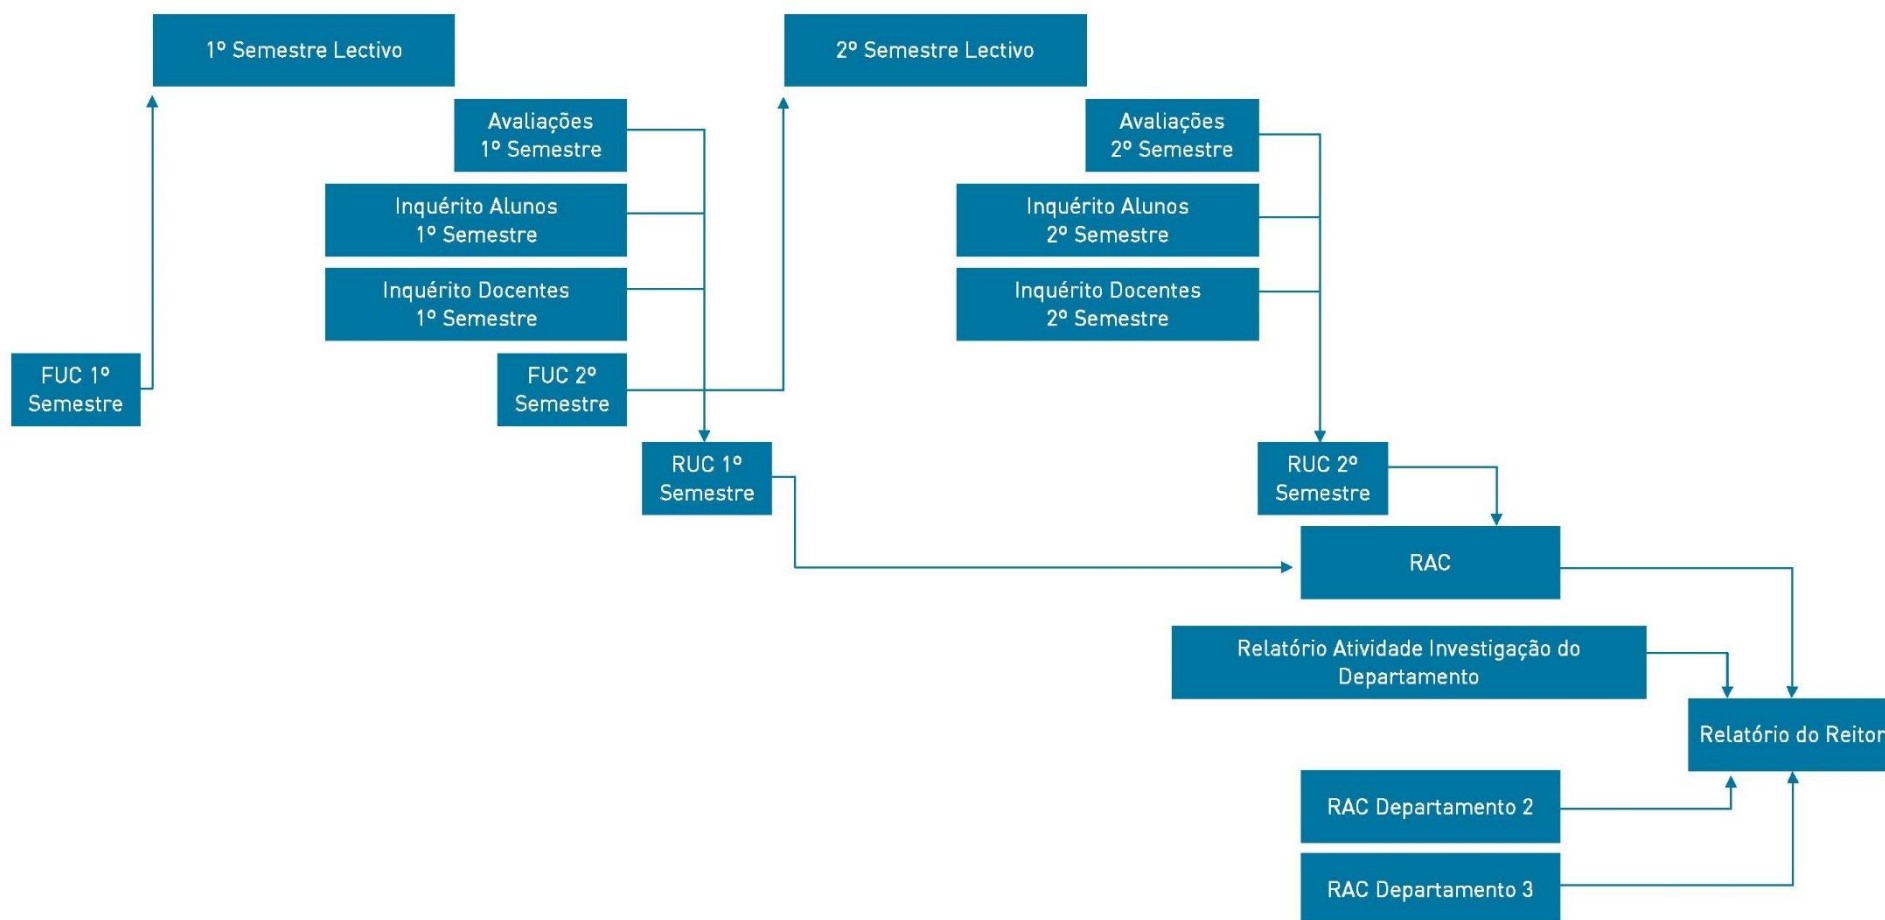 1º Semestre Lectivo
2º Semestre Lectivo
Avaliações
1º Semestre
Avaliações
2º Semestre
Inquérito Alunos
1º Semestre
Inquérito Alunos
2º Semestre
Inquérito Docentes
1º Semestre
Inquérito Docentes
2º Semestre
FUC 1º
Semestre
FUC 2º
Semestre
RUC 1º
Semestre
RUC 2º
Semestre
RAC
Relatório Atividade Investigação do
Departamento
Relatório do Reitor
RAC Departamento 2
RAC Departamento 3